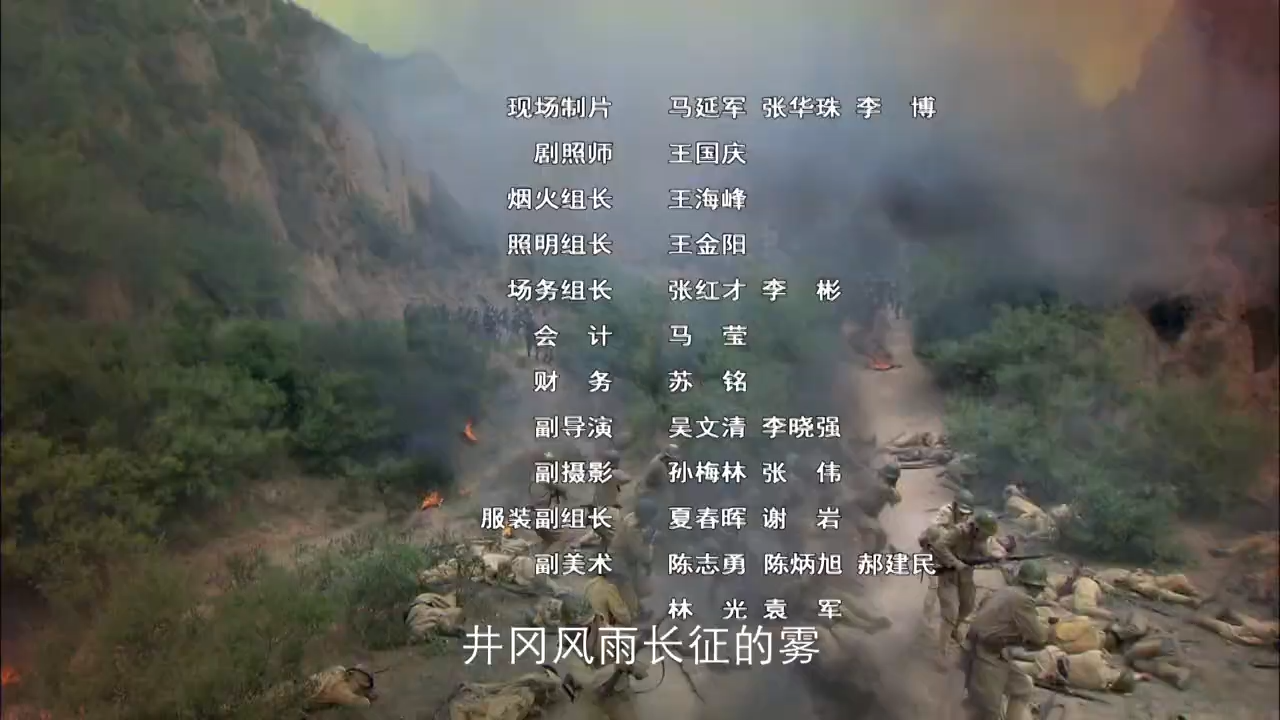 现场制片 马延军 张华珠 李 博
剧照师 王国庆
烟火组长 王海峰
照明组长 王金阳
场务组长 张红才 李 彬
会 计 马 莹
财 务 苏 铭
副导演 吴文清 李晓强
副摄影 孙梅林 张 伟
服装副组长 夏春晖 谢 岩
副美术 陈志勇 陈炳旭 郝建民
林 光 袁 军
井冈风雨长征的雾